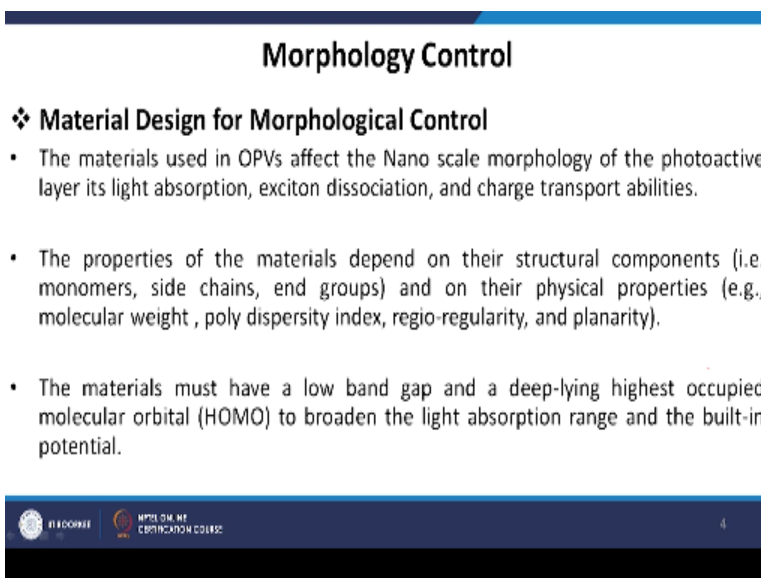 Morphology Control
❖ Material Design for Morphological Control
• The materials used in OPVs affect the Nano scale morphology of the photoactive
layer its light absorption, exciton dissociation, and charge transport abilities.
• The properties of the materials depend on their structural components (i.e.
monomers, side chains, end groups) and on their physical properties (e.g.,
molecular weight , poly dispersity index, regio-regularity, and planarity).
• The materials must have a low band gap and a deep-lying highest occupied
molecular orbital (HOMO) to broaden the light absorption range and the built-in
potential.
IIT ROORKEE
NPTEL ONLINE
CERTIFICATION COURSE
4